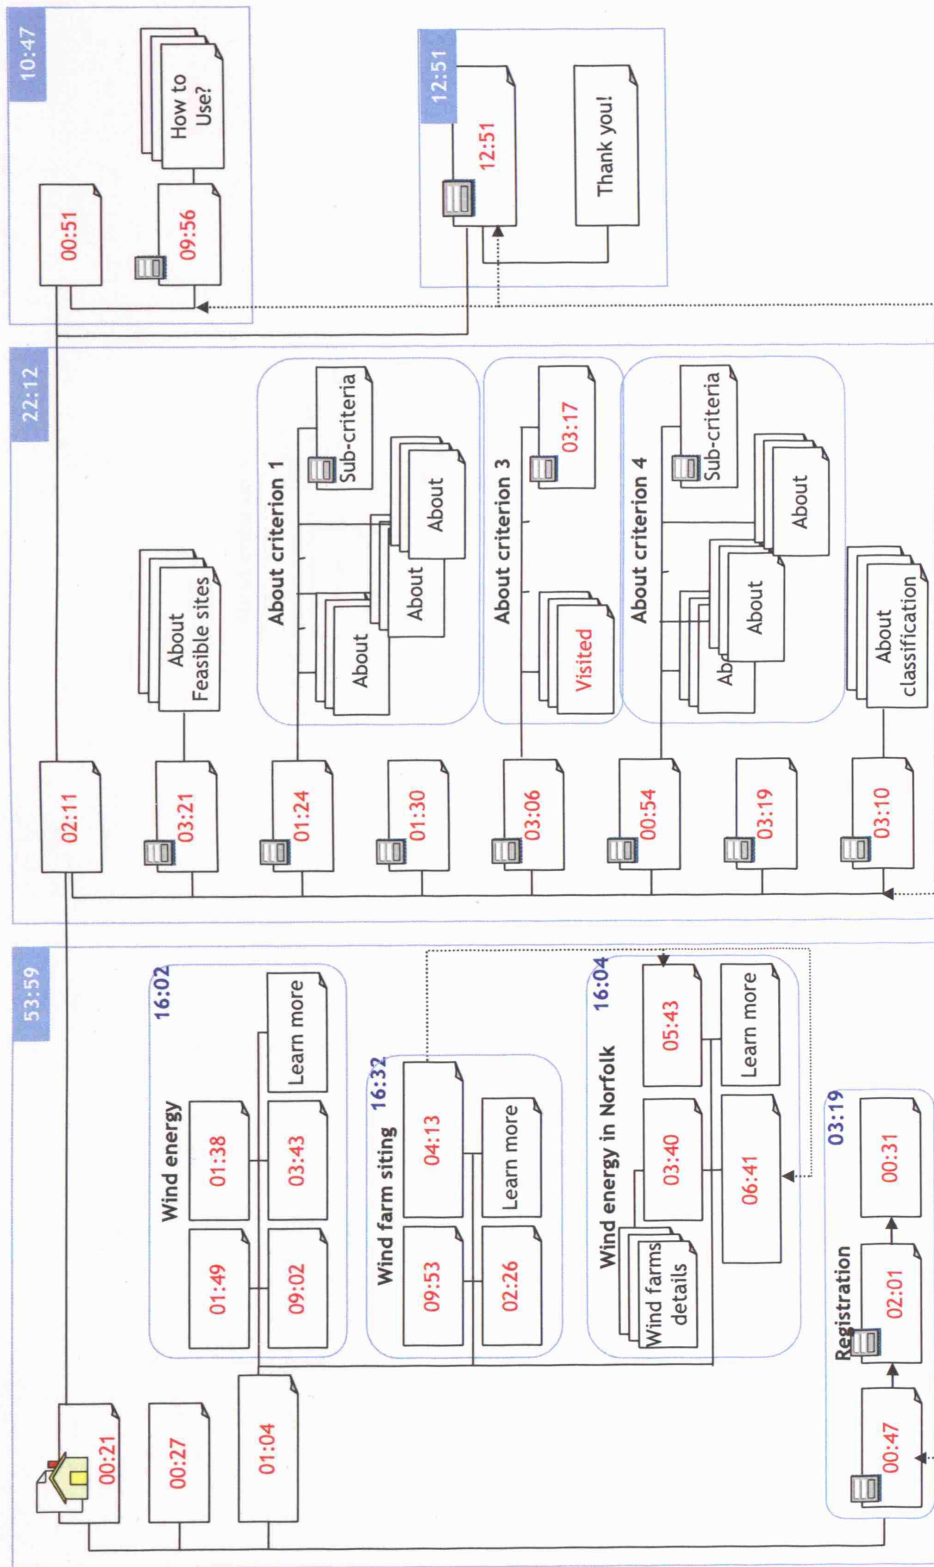 53:59
00:21
00:27
01:04
Wind energy
16:02
01:49
01:38
09:02
03:43
Learn more
Wind farm siting
16:32
09:53
04:13
02:26
Learn more
Wind energy in Norfolk
16:04
Wind farms
details
03:40
05:43
06:41
Learn more
Registration
03:19
00:47
02:01
00:31
22:12
02:11
03:21
About
Feasible sites
01:24
About criterion 1
About
About
About
Sub-criteria
01:30
03:06
About criterion 3
Visited
03:17
00:54
About criterion 4
Abo
About
About
Sub-criteria
03:19
03:10
About
classification
10:47
00:51
09:56
How to
Use?
12:51
12:51
Thank you!